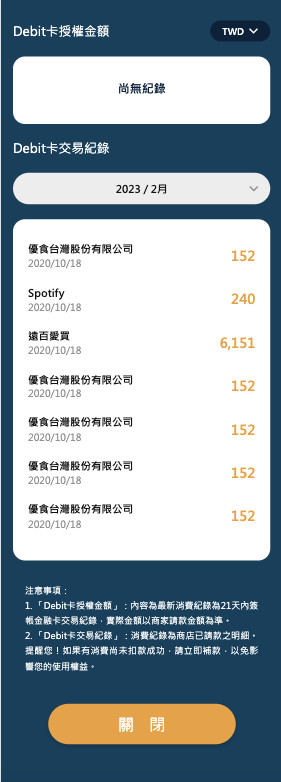 Debit卡授權金額
TWD
尚無紀錄
Debit卡交易紀錄
2023 / 2月
優食台灣股份有限公司
152
2020/10/18
Spotify
240
2020/10/18
遠百愛買
6,151
2020/10/18
優食台灣股份有限公司
152
2020/10/18
優食台灣股份有限公司
152
2020/10/18
優食台灣股份有限公司
152
2020/10/18
優食台灣股份有限公司
152
2020/10/18
注意事項：
1.「Debit卡授權金額」：內容為最新消費紀錄為21天內簽
帳金融卡交易紀錄，實際金額以商家請款金額為準。
2.「Debit卡交易紀錄」：消費紀錄為商店已請款之明細。
提醒您！如果有消費尚未扣款成功，請立即補款，以免影
響您的使用權益。
關 閉